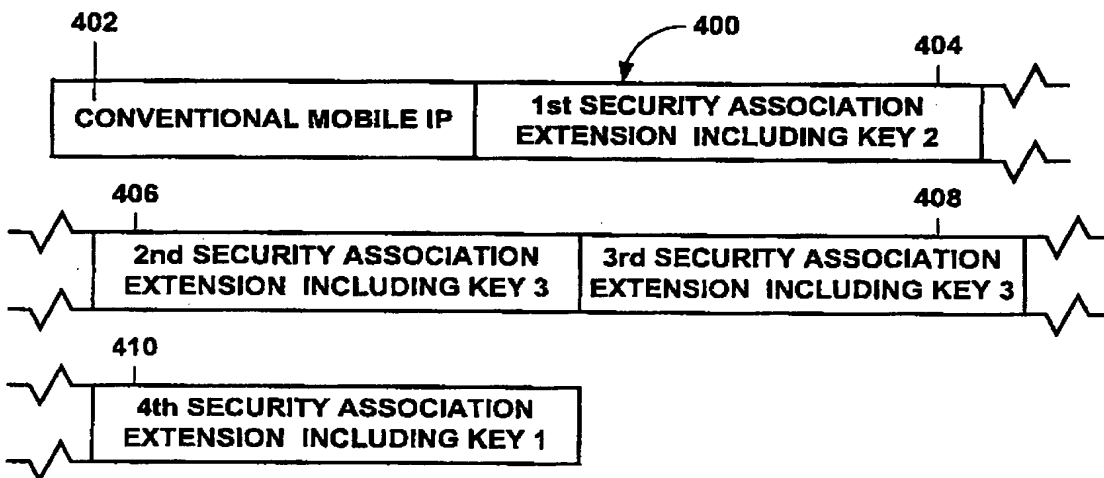 402
400
404
CONVENTIONAL MOBILE IP
1st SECURITY ASSOCIATION
EXTENSION INCLUDING KEY 2
406
408
2nd SECURITY ASSOCIATION
EXTENSION INCLUDING KEY 3
3rd SECURITY ASSOCIATION
EXTENSION INCLUDING KEY 3
410
4th SECURITY ASSOCIATION
EXTENSION INCLUDING KEY 1